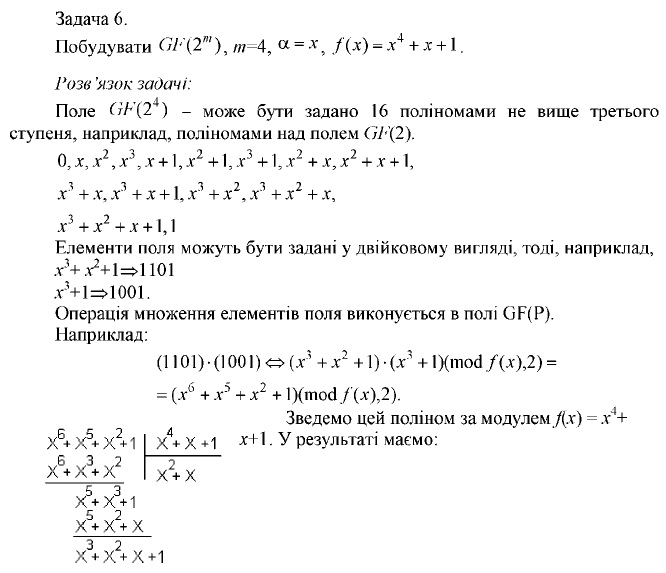 Задача 6.
Побудувати GF(2^m), m=4, α = x, f(x) = x^4 + x + 1.
Розв'язок задачі:
Поле GF(2^4) – може бути задано 16 поліномами не вище третього
ступеня, наприклад, поліномами над полем GF(2).
0, x, x^2, x^3, x + 1, x^2 + 1, x^3 + 1, x^2 + x, x^2 + x + 1,
x^3 + x, x^3 + x + 1, x^3 + x^2, x^3 + x^2 + x,
x^3 + x^2 + x + 1, 1
Елементи поля можуть бути задані у двійковому вигляді, тоді, наприклад,
x^3+ x^2+1⇒1101
x^3+1⇒1001.
Операція множення елементів поля виконується в полі GF(P).
Наприклад:
(1101)·(1001) ⇔ (x^3 + x^2 + 1)·(x^3 + 1)(mod f(x),2) =
= (x^6 + x^5 + x^2 + 1)(mod f(x),2).
Зведемо цей поліном за модулем f(x) = x^4+
x+1. У результаті маємо:
x^6+ x^5+ x^2+1 | x^4+ x +1
x^6+ x^3+ x^2 | x^2+ x
x^5+ x^3+1
x^5+ x^2+ x
x^3+ x^2+ x +1